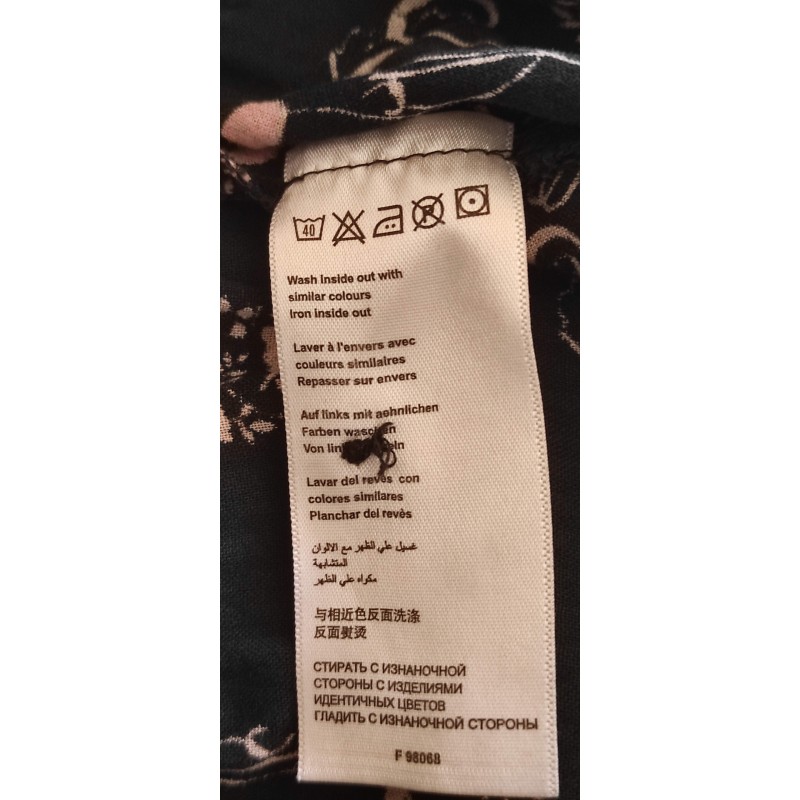 40
P
Wash inside out with
similar colours
Iron inside out
Laver à l'envers avec
couleurs similaires
Repasser sur envers
Auf links mit aehnlichen
Farben waschen
Von
Lavar del revés con
colores similares
Planchar del revès
غسيل علي الظهر مع الالوان
المتشابهة
مكواه علي الظهر
与相近色反面洗涤
反面熨烫
СТИРАТЬ С ИЗНАНОЧНОЙ
СТОРОНЫ С ИЗДЕЛИЯМИ
ИДЕНТИЧНЫХ ЦВЕТОВ
ГЛАДИТЬ С ИЗНАНОЧНОЙ СТОРОНЫ
F 98068